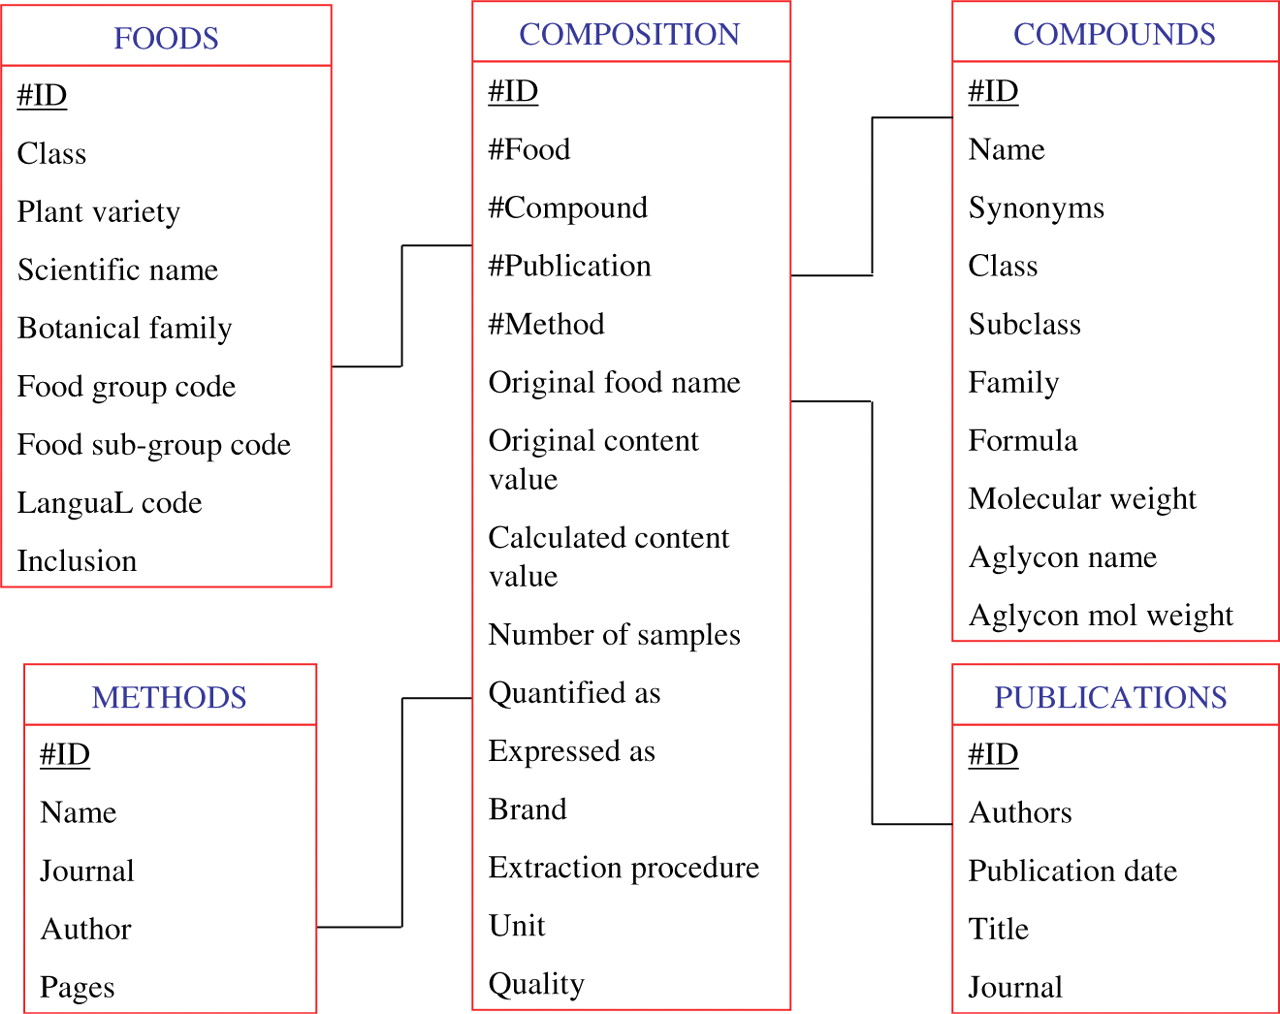 FOODS
#ID
Class
Plant variety
Scientific name
Botanical family
Food group code
Food sub-group code
LanguaL code
Inclusion
METHODS
#ID
Name
Journal
Author
Pages
COMPOSITION
#ID
#Food
#Compound
#Publication
#Method
Original food name
Original content
value
Calculated content
value
Number of samples
Quantified as
Expressed as
Brand
Extraction procedure
Unit
Quality
COMPOUNDS
#ID
Name
Synonyms
Class
Subclass
Family
Formula
Molecular weight
Aglycon name
Aglycon mol weight
PUBLICATIONS
#ID
Authors
Publication date
Title
Journal